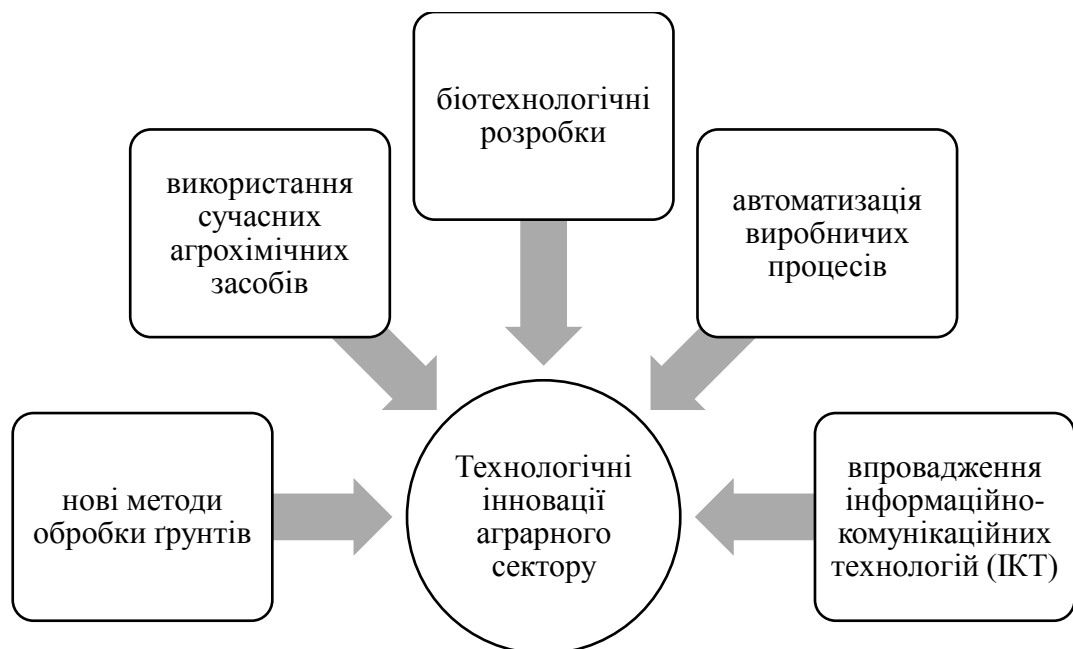 біотехнологічні
розробки
використання
сучасних
агрохімічних
засобів
автоматизація
виробничих
процесів
нові методи
обробки ґрунтів
Технологічні
інновації
аграрного
сектору
впровадження
інформаційно-
комунікаційних
технологій (ІКТ)